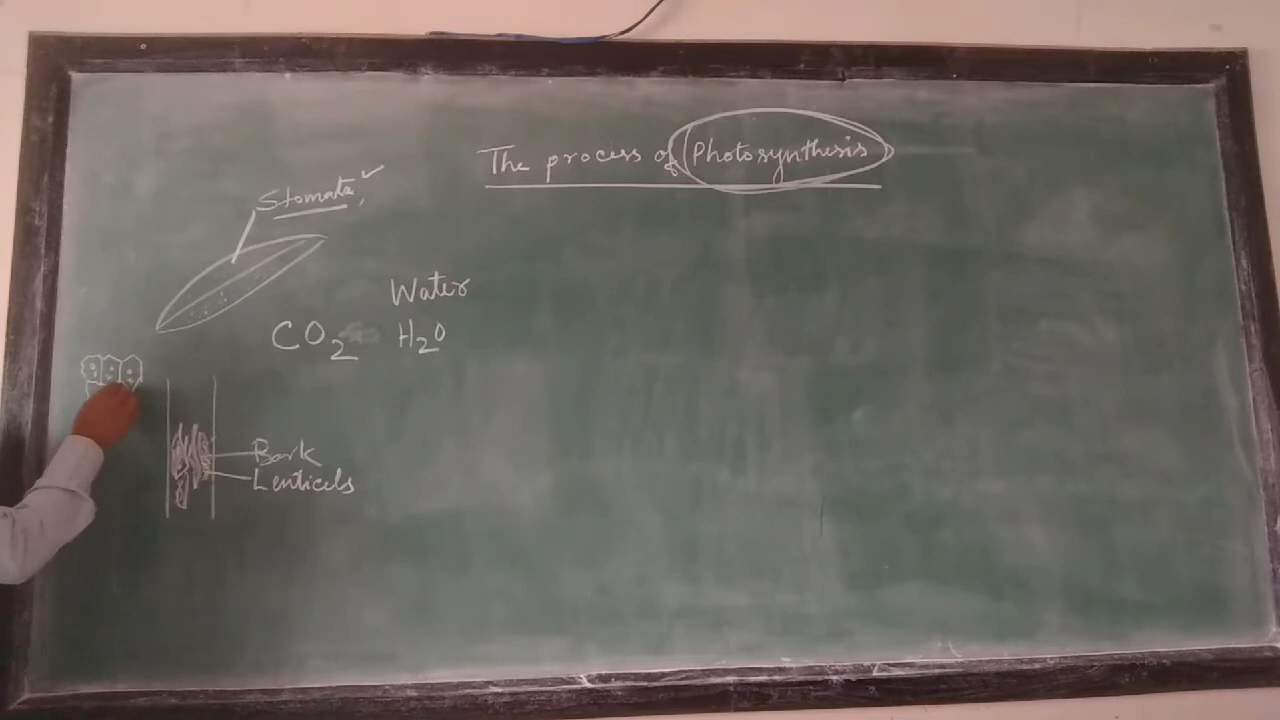 The process of Photosynthesis
Stomata,
Water
CO2 H2O
Bark
Lenticels